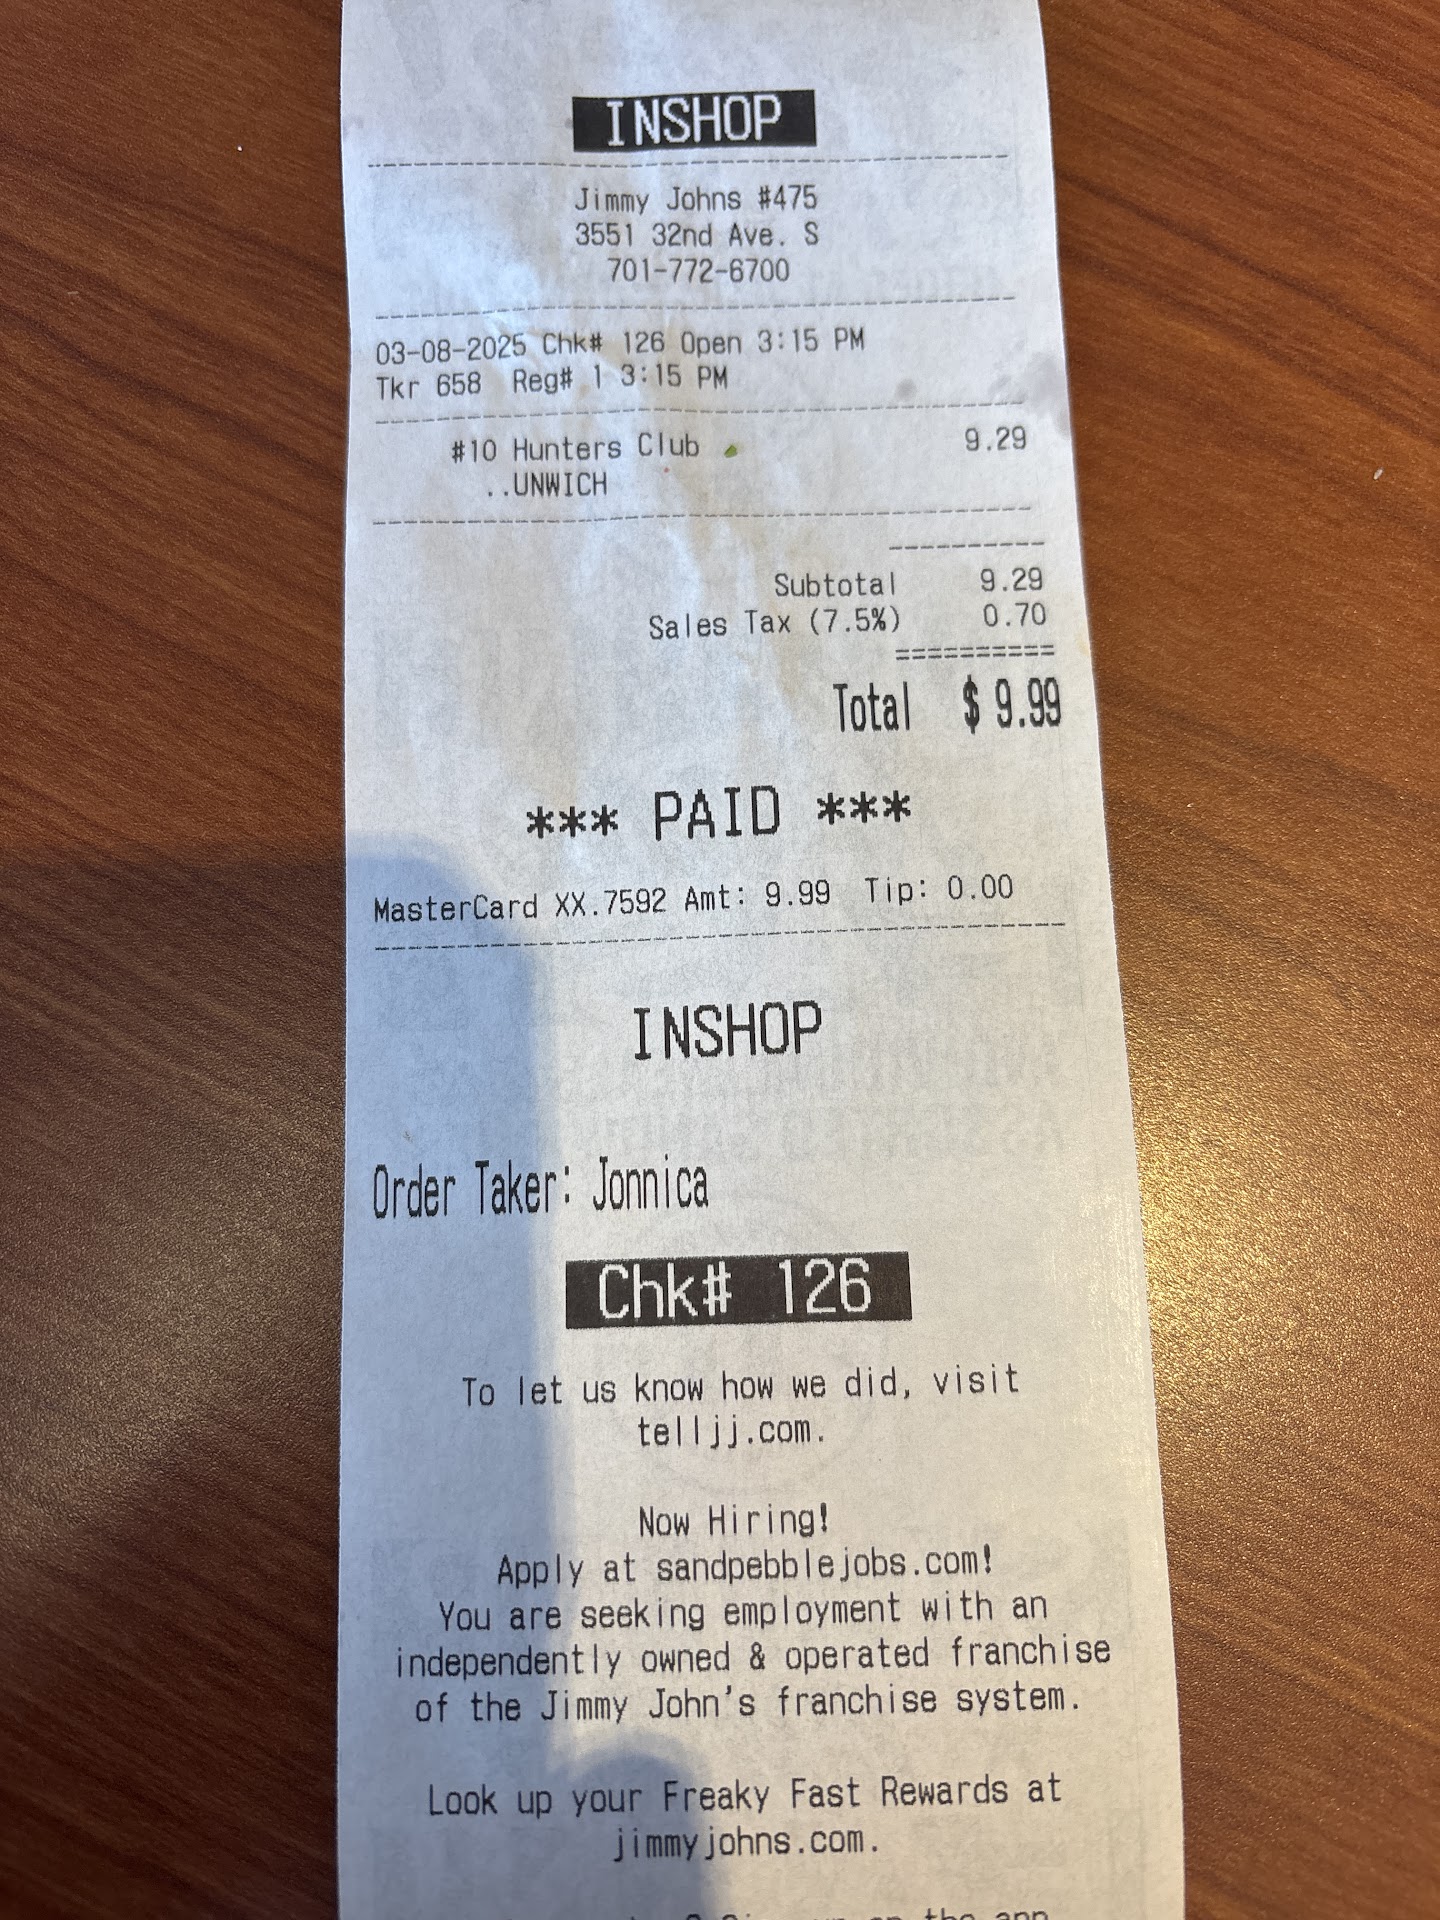 INSHOP
Jimmy Johns #475
3551 32nd Ave. S
701-772-6700
03-08-2025 Chk# 126 Open 3:15 PM
Tkr 658 Reg# 1 3:15 PM
#10 Hunters Club 9.29
..UNWICH
Subtotal 9.29
Sales Tax (7.5%) 0.70
==========
Total $ 9.99
*** PAID ***
MasterCard XX.7592 Amt: 9.99 Tip: 0.00
INSHOP
Order Taker: Jonnica
Chk# 126
To let us know how we did, visit
telljj.com.
Now Hiring!
Apply at sandpebblejobs.com!
You are seeking employment with an
independently owned & operated franchise
of the Jimmy John's franchise system.
Look up your Freaky Fast Rewards at
jimmyjohns.com.
the app